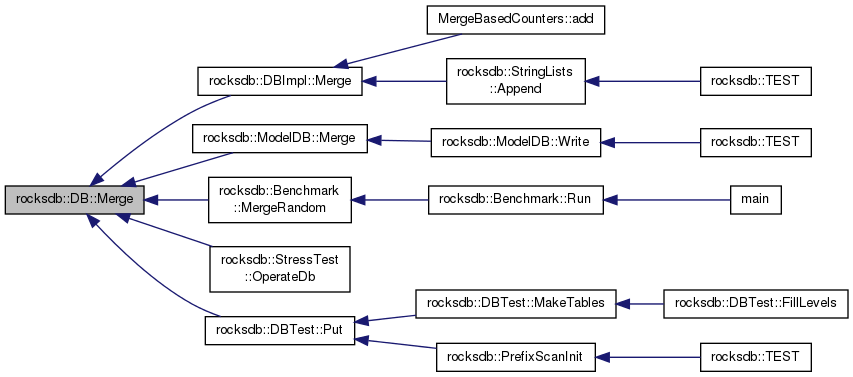 MergeBasedCounters::add
rocksdb::DBImpl::Merge
rocksdb::StringLists
::Append
rocksdb::TEST
rocksdb::ModelDB::Merge
rocksdb::ModelDB::Write
rocksdb::TEST
rocksdb::DB::Merge
rocksdb::Benchmark
::MergeRandom
rocksdb::Benchmark::Run
main
rocksdb::StressTest
::OperateDb
rocksdb::DBTest::Put
rocksdb::DBTest::MakeTables
rocksdb::DBTest::FillLevels
rocksdb::PrefixScanInit
rocksdb::TEST